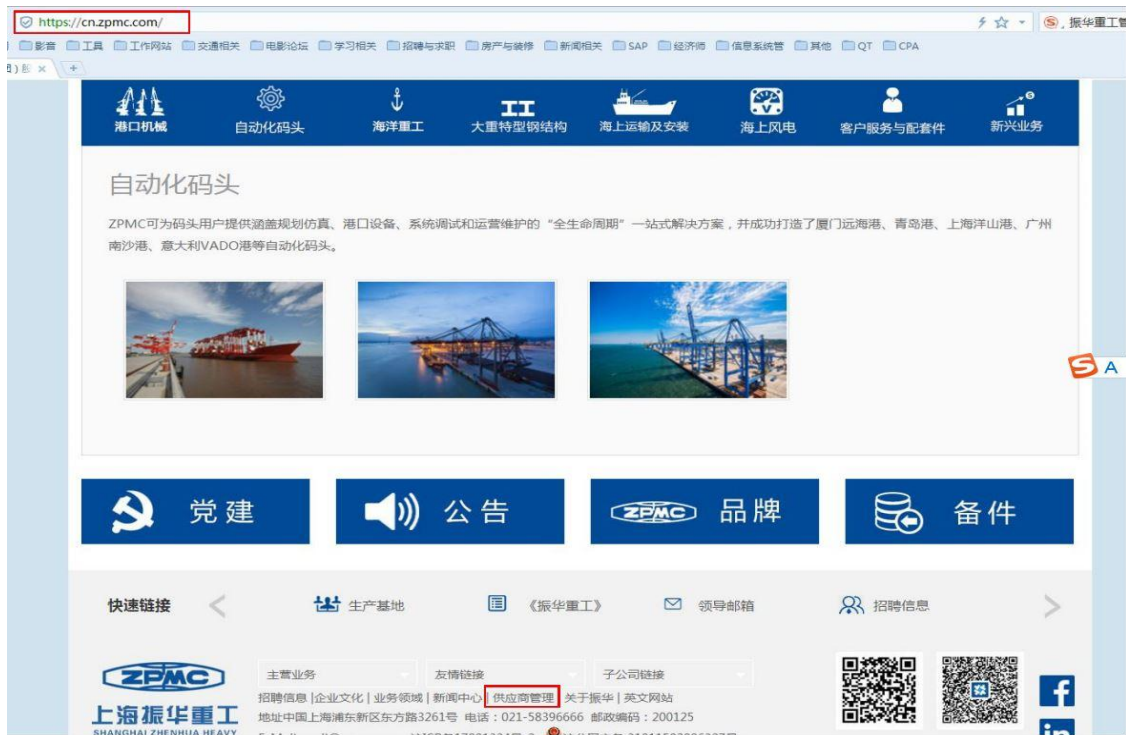 https://cn.zpmc.com/
振华重工管
影音 工具 工作网站 交通相关 电影论坛 学习相关 招聘与求职 房产与装修 新闻相关 SAP 经济师 信息系统管 其他 QT CPA
港口机械 自动化码头 海洋重工 大重特型钢结构 海上运输及安装 海上风电 客户服务与配套件 新兴业务
自动化码头
ZPMC可为码头用户提供涵盖规划仿真、港口设备、系统调试和运营维护的“全生命周期”一站式解决方案，并成功打造了厦门远海港、青岛港、上海洋山港、广州
南沙港、意大利VADO港等自动化码头。
S A
党建 公告 ZPMC 品牌 备件
快速链接 生产基地 《振华重工》 领导邮箱 招聘信息
ZPMC
上海振华重工
SHANGHAI ZHENHUA HEAVY
主营业务 友情链接 子公司链接
招聘信息 |企业文化 | 业务领域 | 新闻中心 | 供应商管理 | 关于振华 | 英文网站
地址中国上海浦东新区东方路3261号 电话：021-58396666 邮政编码：200125
f
in